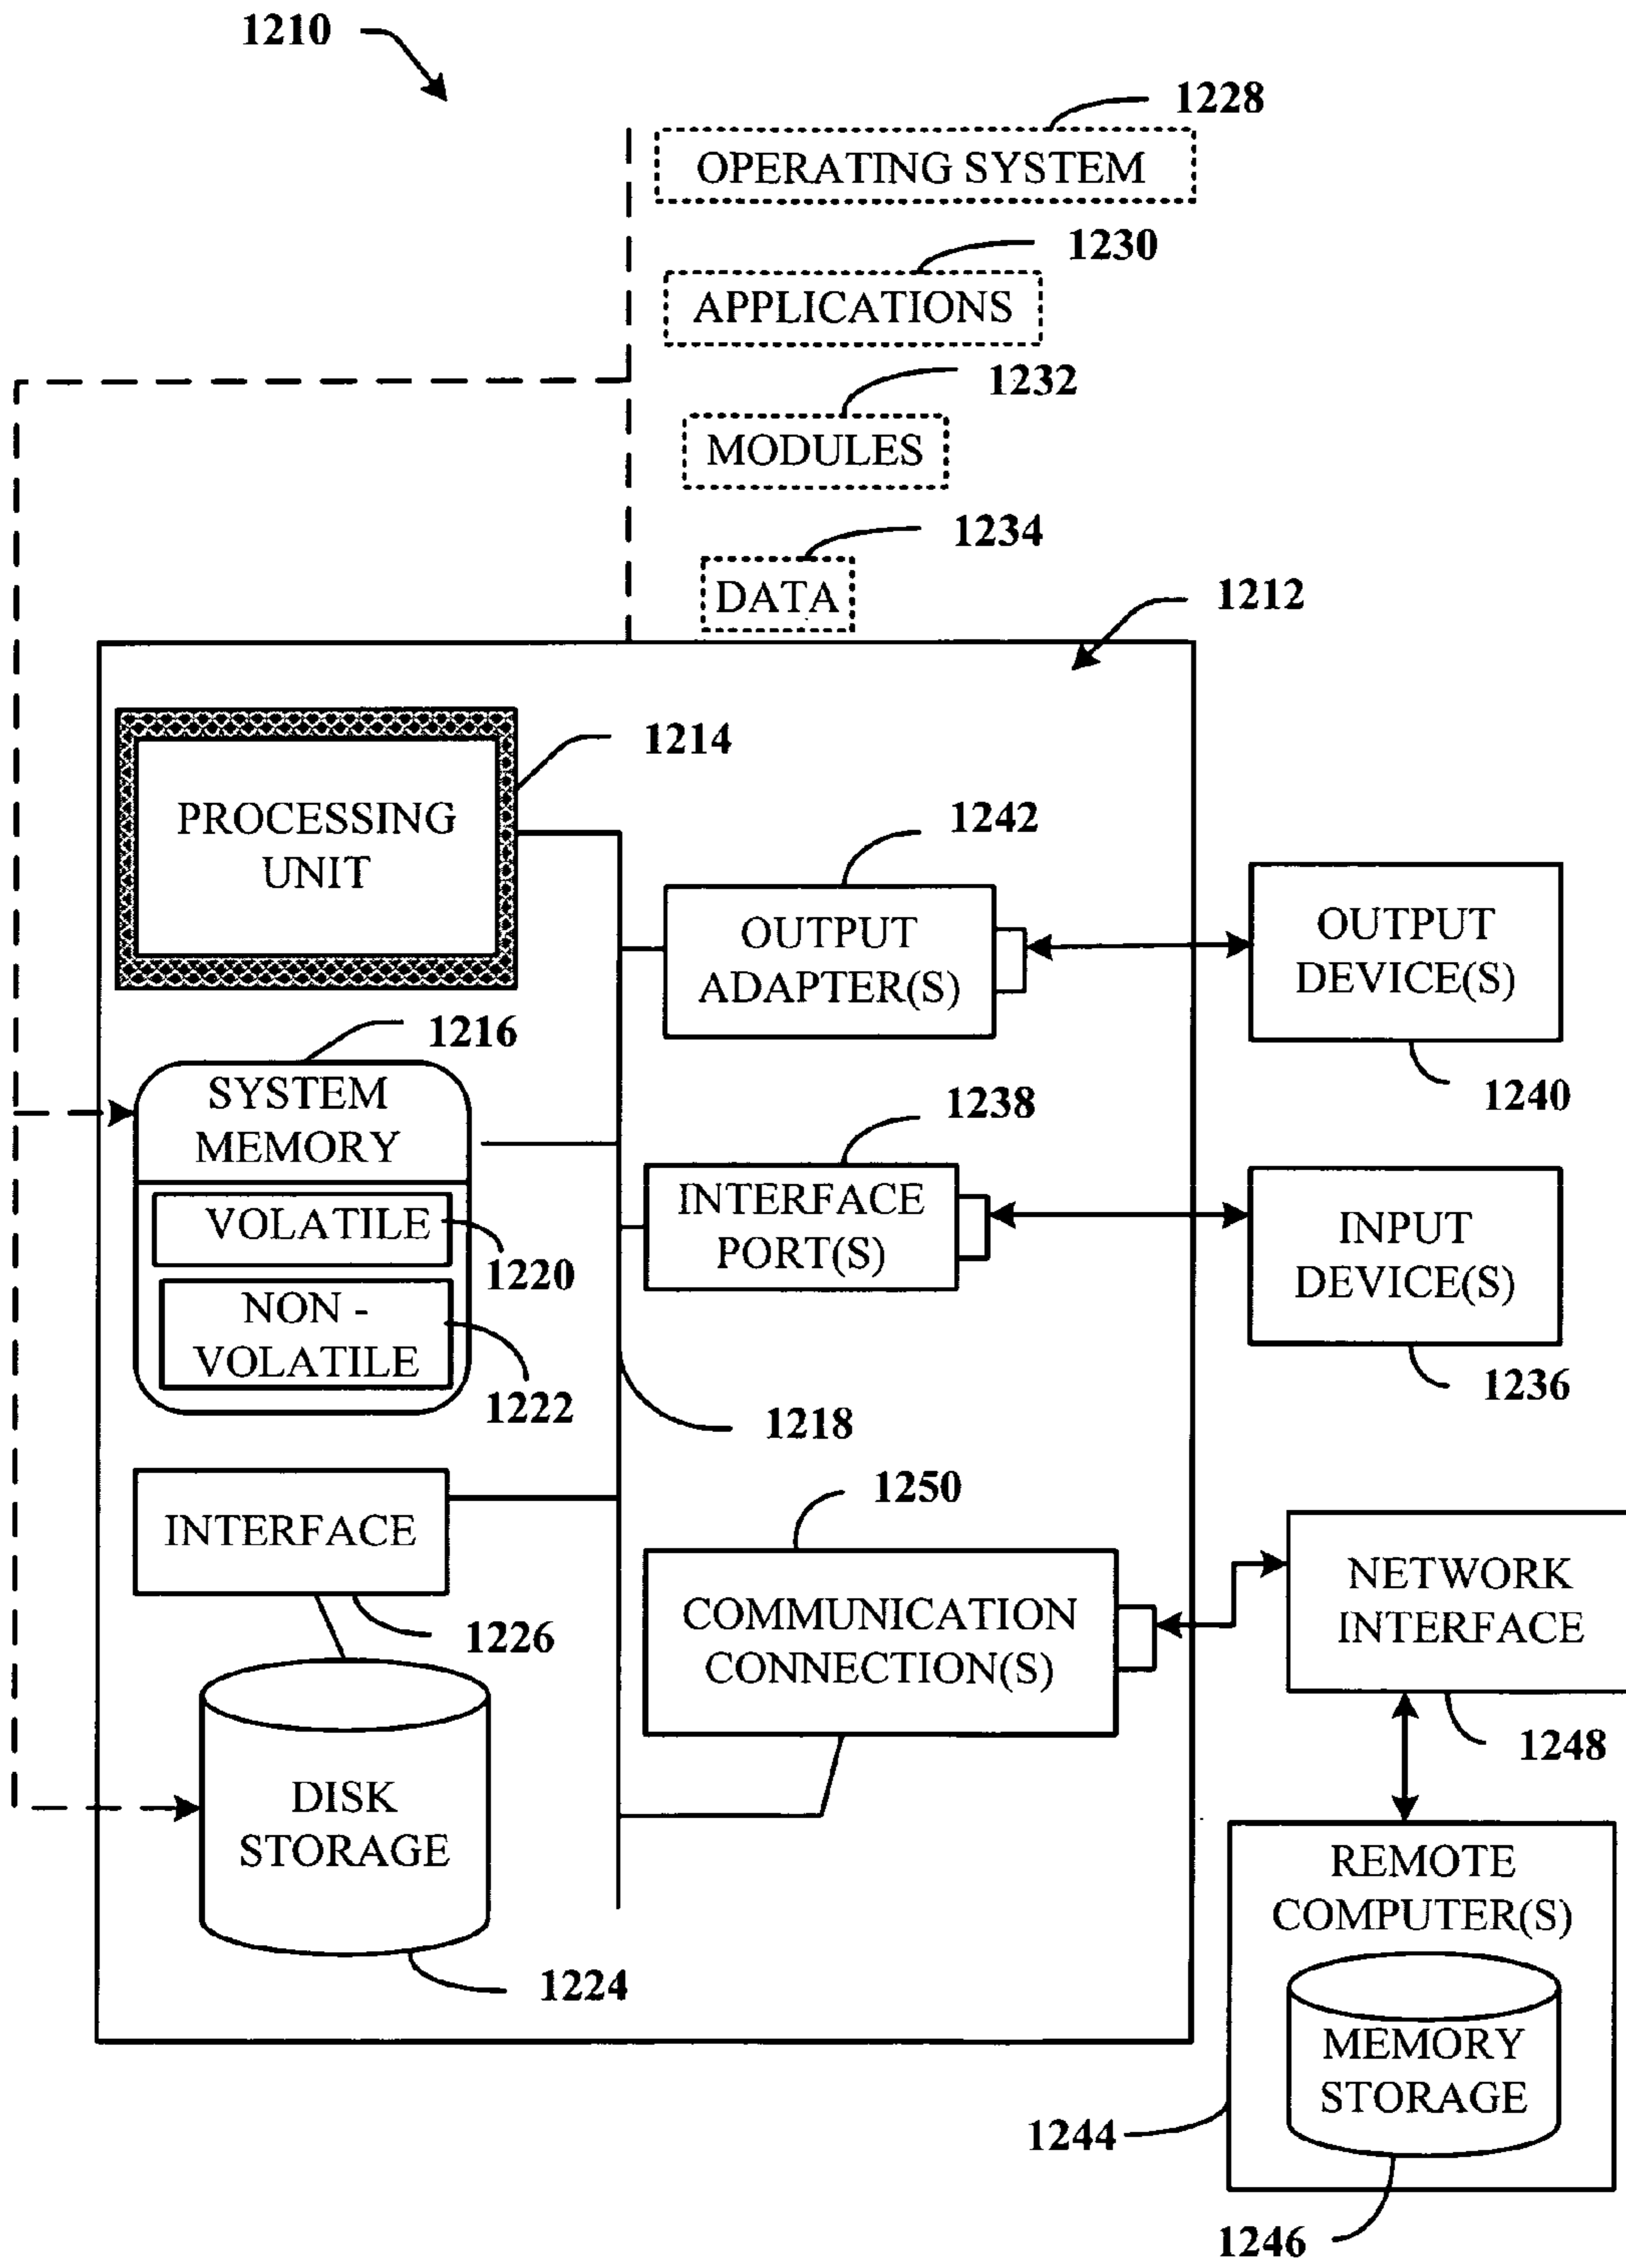 1210
1228
OPERATING SYSTEM
1230
APPLICATIONS
1232
MODULES
1234
DATA
1212
1214
PROCESSING
UNIT
1242
OUTPUT
ADAPTER(S)
OUTPUT
DEVICE(S)
1240
1216
SYSTEM
MEMORY
VOLATILE
1220
NON -
VOLATILE
1222
1238
INTERFACE
PORT(S)
INPUT
DEVICE(S)
1236
1218
INTERFACE
1226
1250
COMMUNICATION
CONNECTION(S)
NETWORK
INTERFACE
1248
DISK
STORAGE
1224
REMOTE
COMPUTER(S)
MEMORY
STORAGE
1244
1246